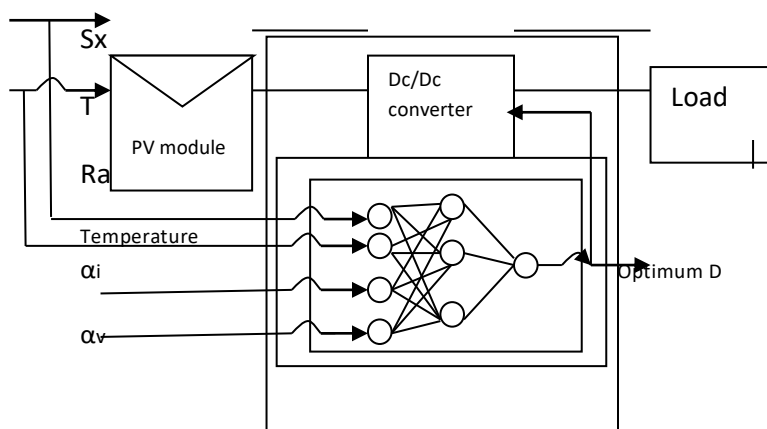 Sx
Dc/Dc
converter
Load
T
PV module
Ra
Temperature
αi
Optimum D
αv